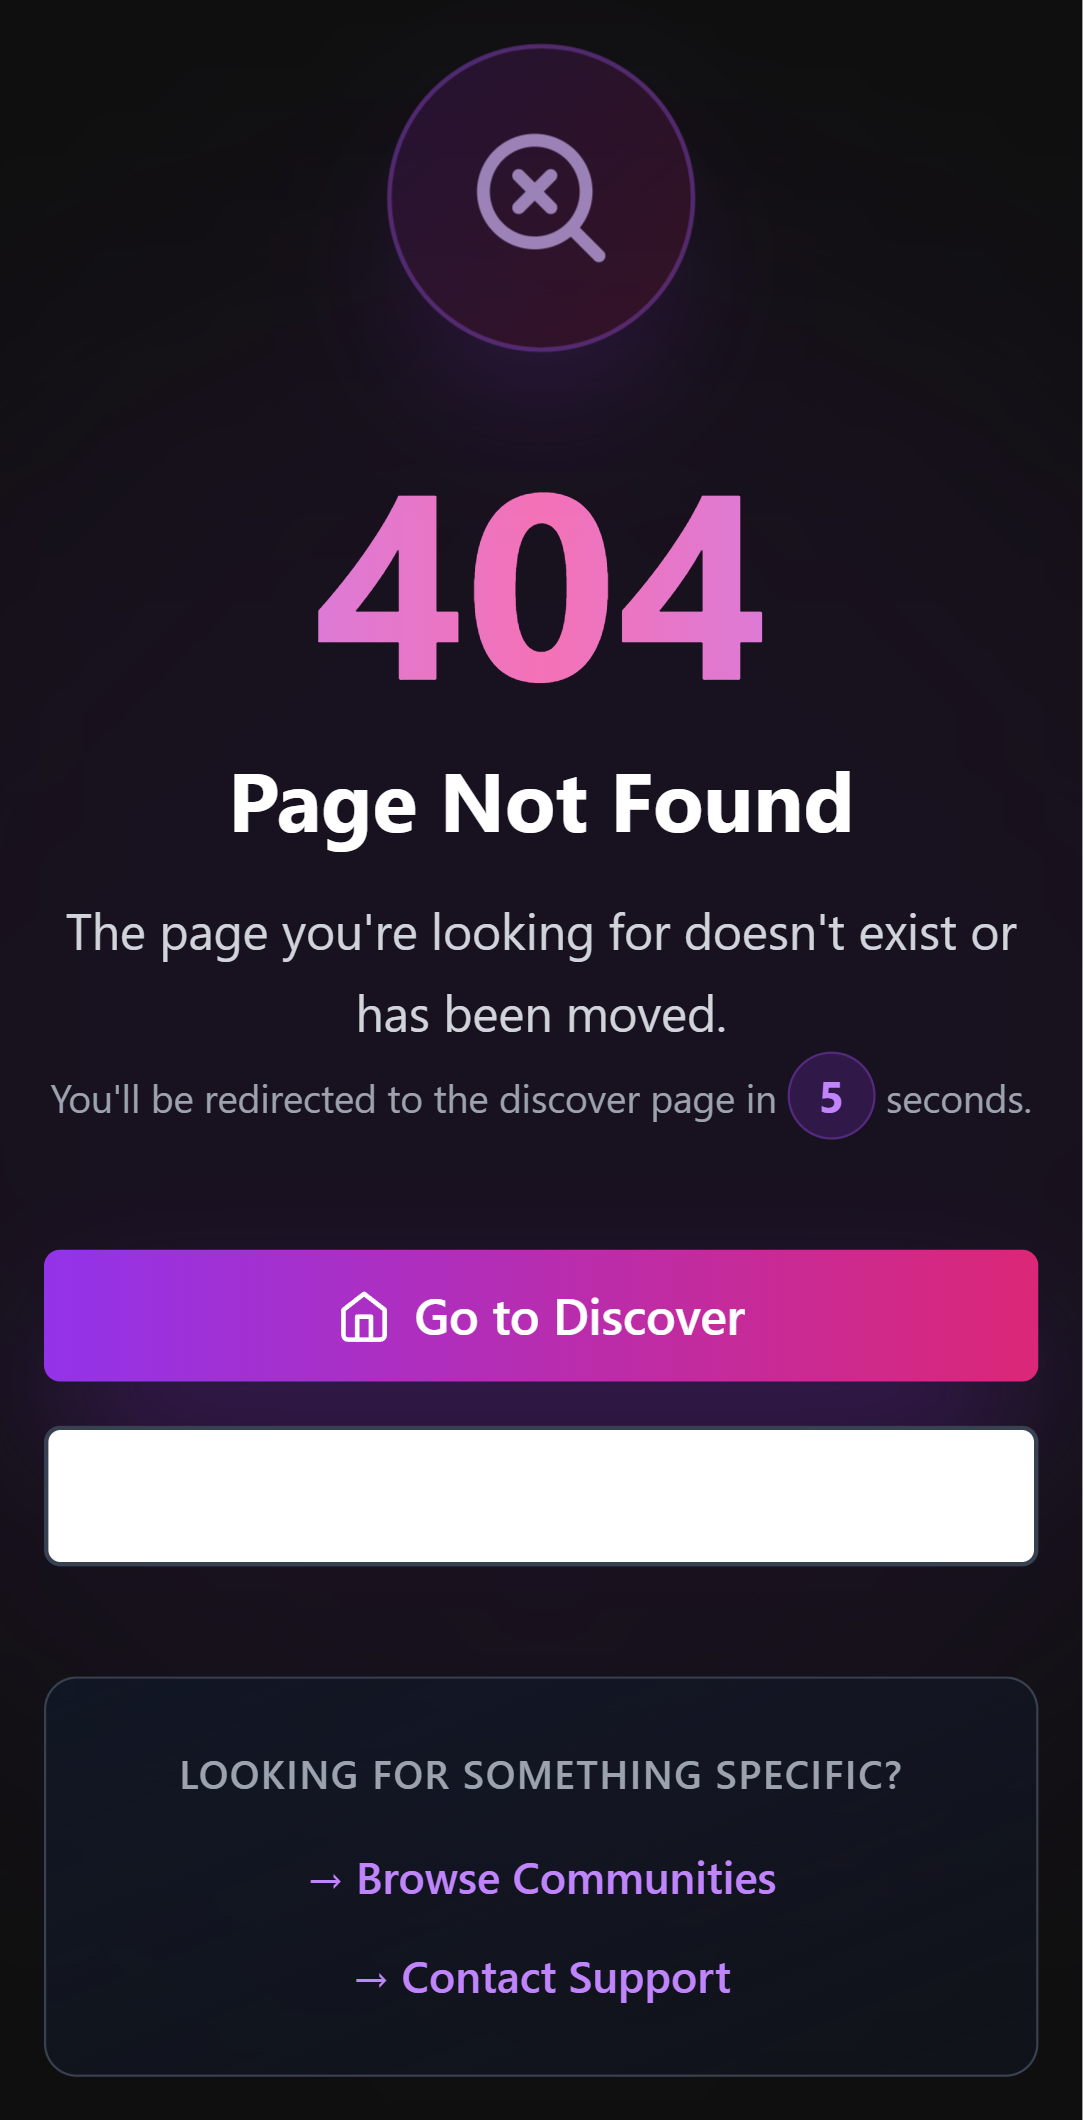 404
Page Not Found
The page you're looking for doesn't exist or
has been moved.
You'll be redirected to the discover page in 5 seconds.
Go to Discover
LOOKING FOR SOMETHING SPECIFIC?
→ Browse Communities
→ Contact Support